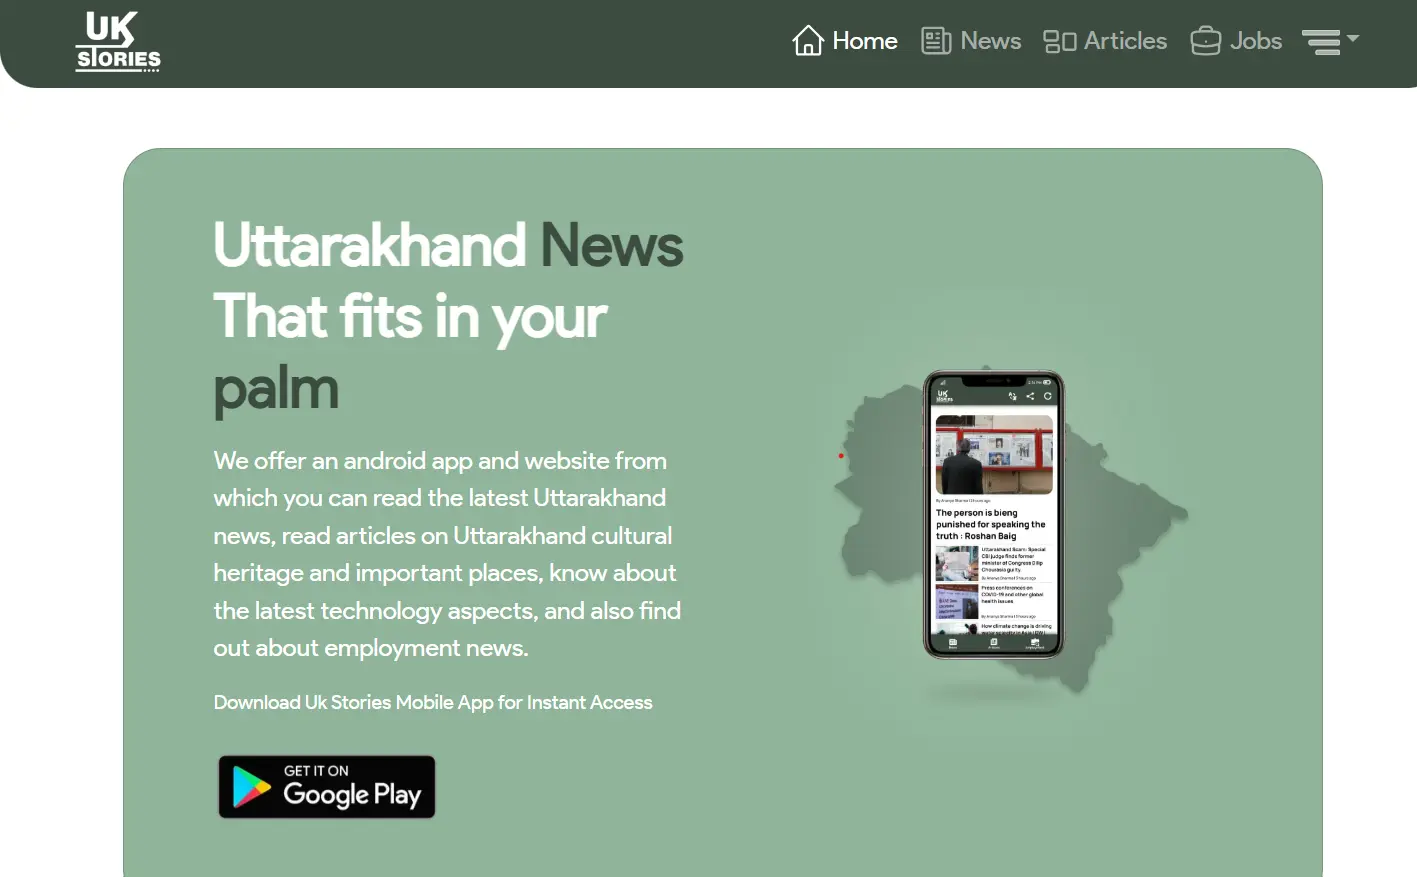 UK
STORIES
Home
News
Articles
Jobs
Uttarakhand News
That fits in your
palm
We offer an android app and website from
which you can read the latest Uttarakhand
news, read articles on Uttarakhand cultural
heritage and important places, know about
the latest technology aspects, and also find
out about employment news.
Download Uk Stories Mobile App for Instant Access
GET IT ON
Google Play
UK
STORIES
The person is bieng
punished for speaking the
truth : Roshan Baig
Uttarakhand Scam: Special
CBI judge finds former
minister of Congress Dilip
Chourasia guilty
Press conferences on
COVID-19 and other global
health issues
How climate change is driving